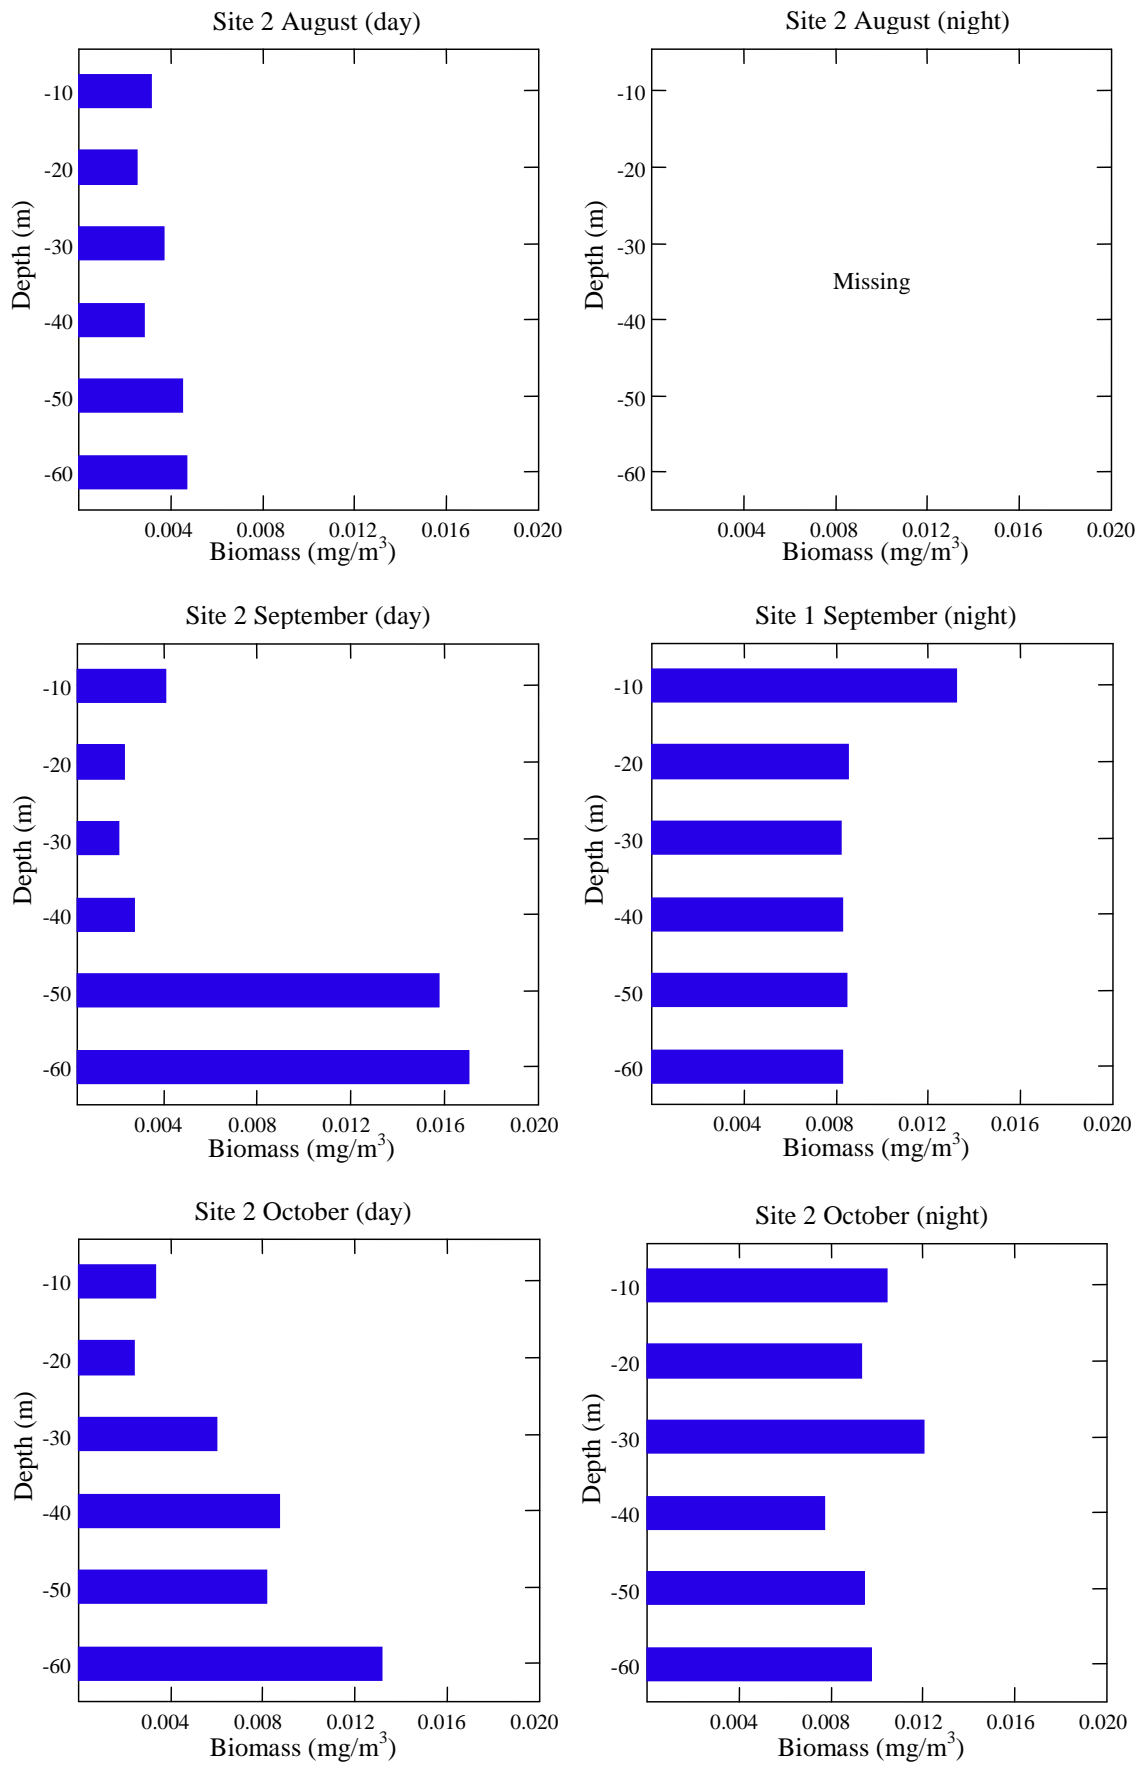 Site 2 August (day)
-10
-20
-30
-40
-50
-60
Depth (m)
0.004 0.008 0.012 0.016 0.020
Biomass (mg/m³)
Site 2 August (night)
-10
-20
-30
-40
-50
-60
Depth (m)
Missing
0.004 0.008 0.012 0.016 0.020
Biomass (mg/m³)
Site 2 September (day)
-10
-20
-30
-40
-50
-60
Depth (m)
0.004 0.008 0.012 0.016 0.020
Biomass (mg/m³)
Site 1 September (night)
-10
-20
-30
-40
-50
-60
Depth (m)
0.004 0.008 0.012 0.016 0.020
Biomass (mg/m³)
Site 2 October (day)
-10
-20
-30
-40
-50
-60
Depth (m)
0.004 0.008 0.012 0.016 0.020
Biomass (mg/m³)
Site 2 October (night)
-10
-20
-30
-40
-50
-60
Depth (m)
0.004 0.008 0.012 0.016 0.020
Biomass (mg/m³)